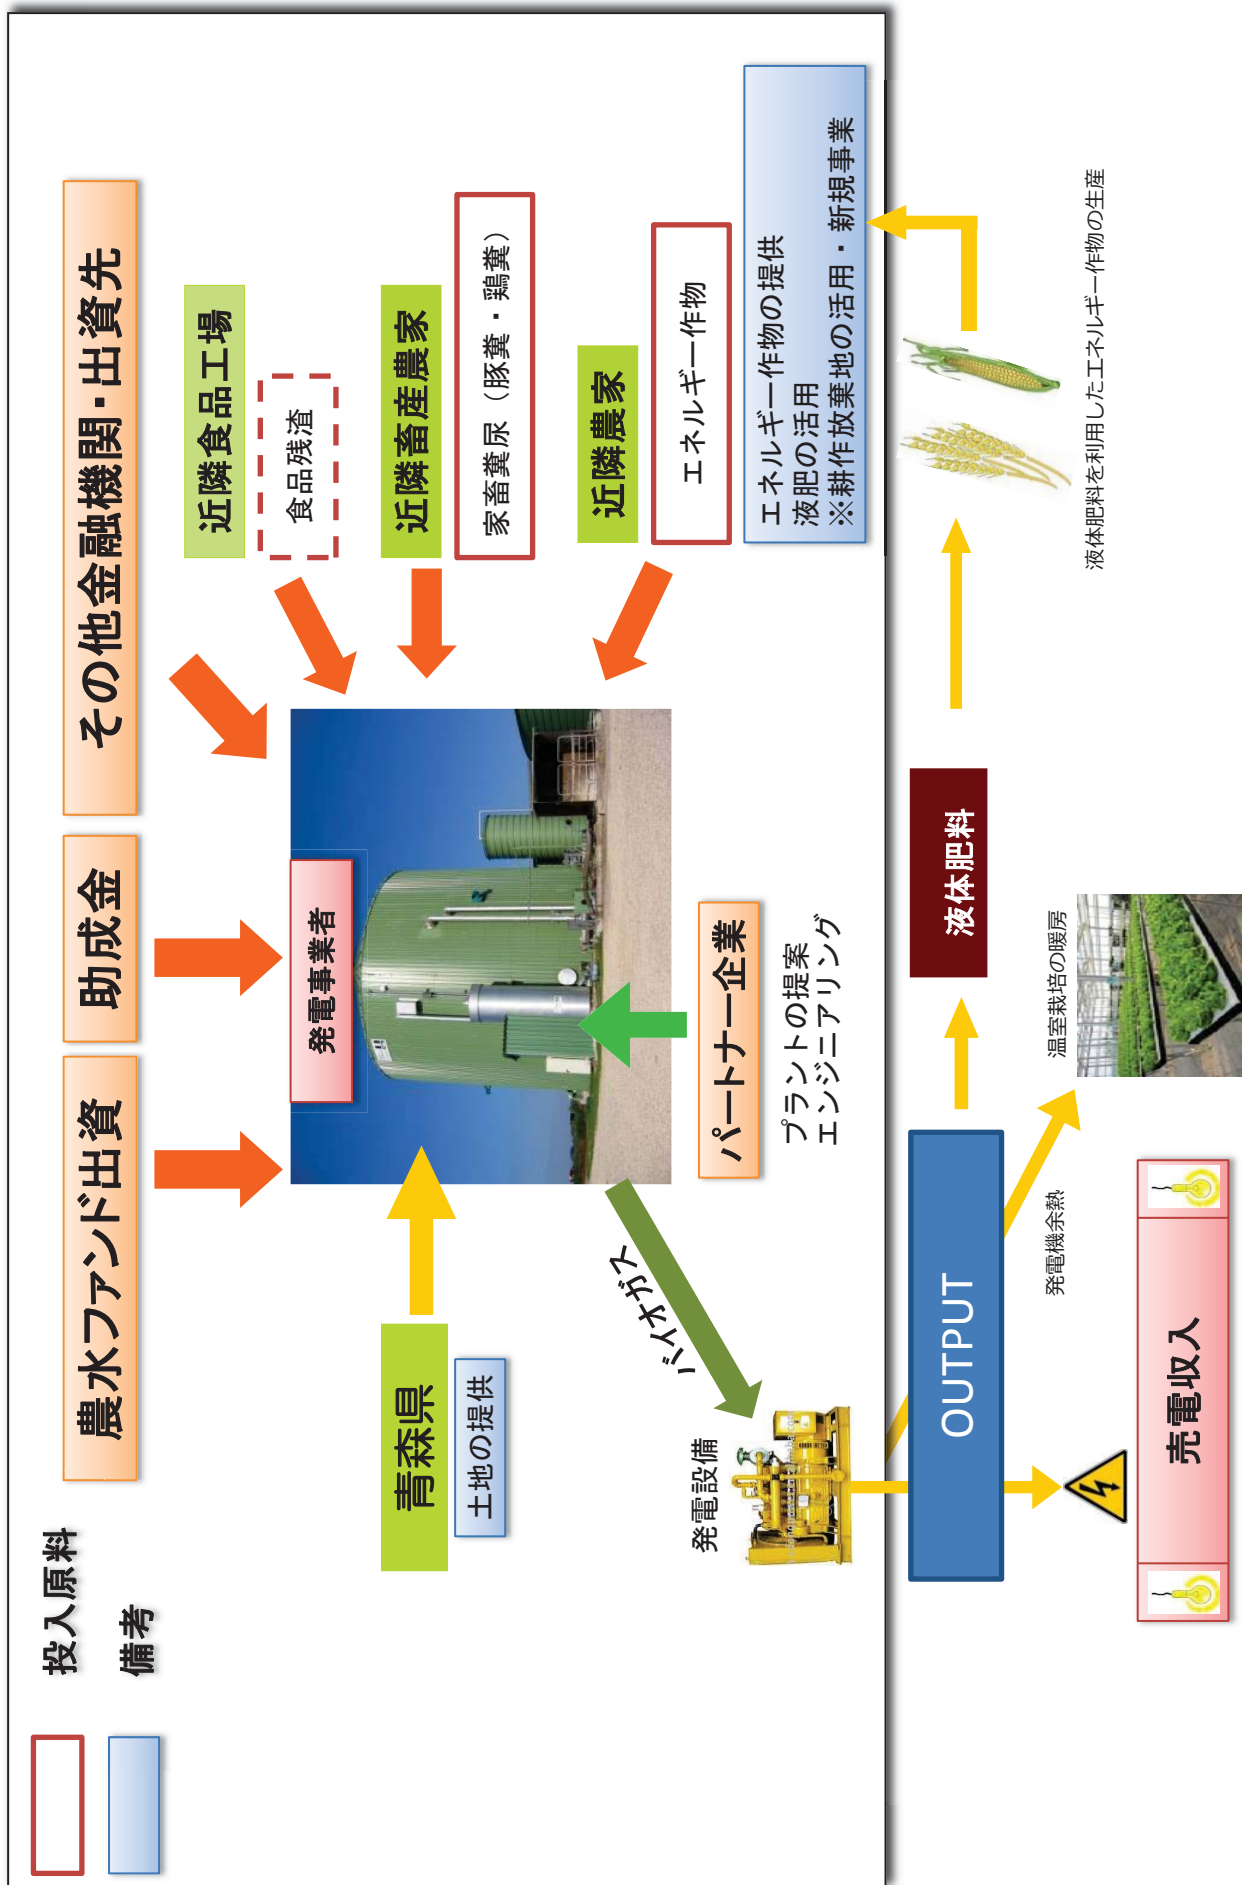 投入原料
備考
農水ファンド出資
助成金
その他金融機関・出資先
発電事業者
近隣食品工場
食品残渣
青森県
土地の提供
近隣畜産農家
家畜糞尿（豚糞・鶏糞）
近隣農家
エネルギー作物
パートナー企業
プラントの提案
エンジニアリング
バイオガス
発電設備
エネルギー作物の提供
液肥の活用
※耕作放棄地の活用・新規事業
OUTPUT
液体肥料
発電機余熱
温室栽培の暖房
液体肥料を利用したエネルギー作物の生産
売電収入